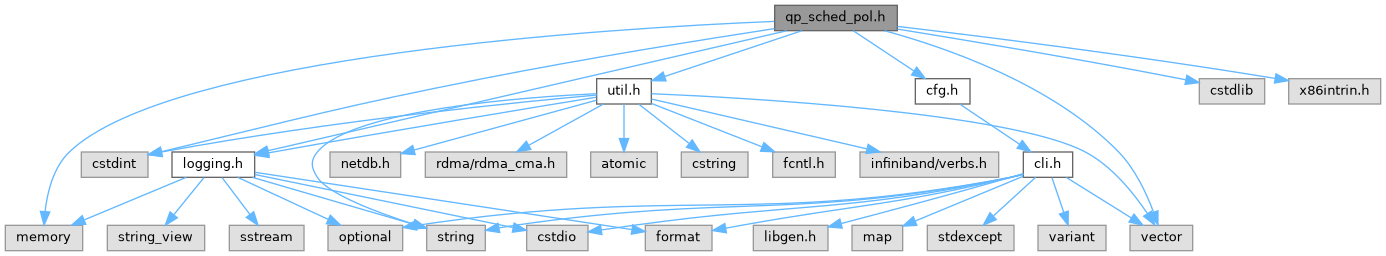 qp_sched_pol.h
util.h
cfg.h
cstdlib
x86intrin.h
cstdint
logging.h
netdb.h
rdma/rdma_cma.h
atomic
cstring
fcntl.h
infiniband/verbs.h
cli.h
memory
string_view
sstream
optional
string
cstdio
format
libgen.h
map
stdexcept
variant
vector